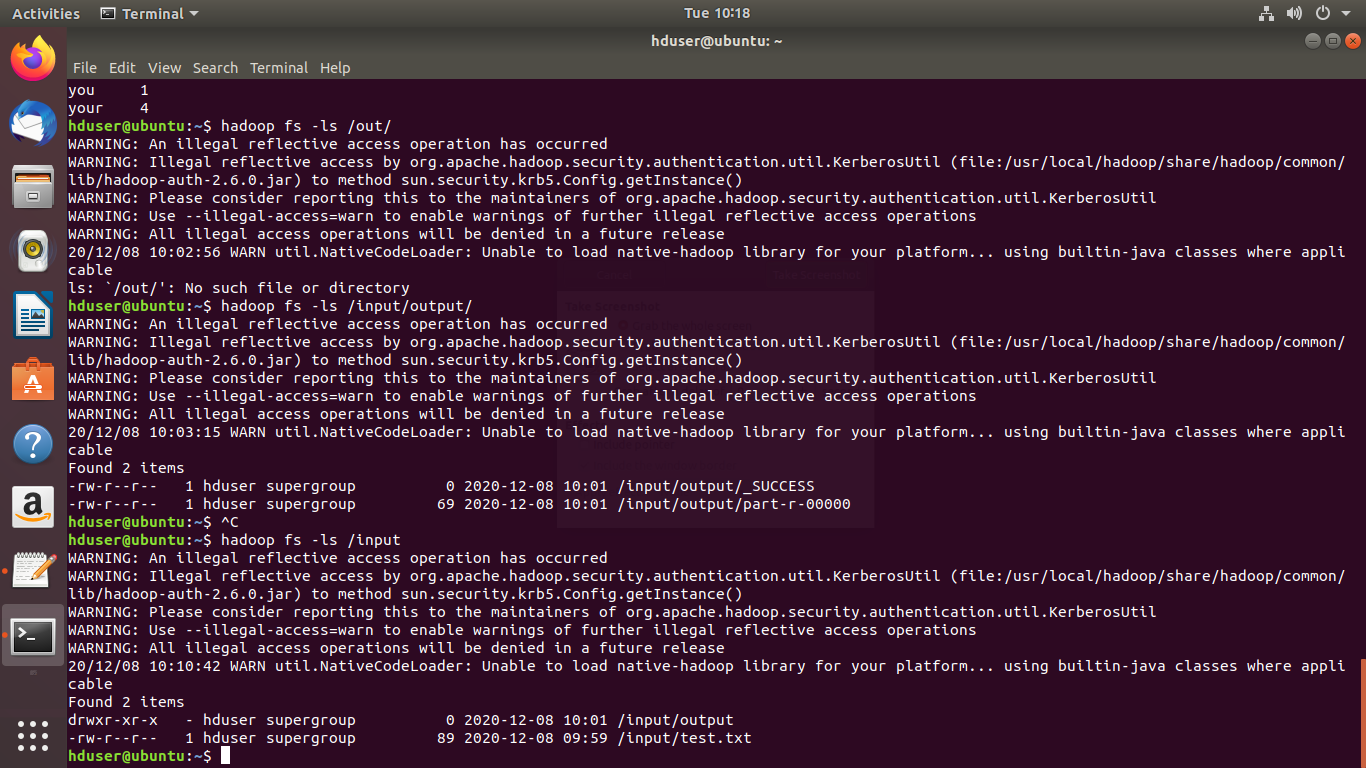 Activities Terminal Tue 10:18
hduser@ubuntu: ~
File Edit View Search Terminal Help
you 1
your 4
hduser@ubuntu:~$ hadoop fs -ls /out/
WARNING: An illegal reflective access operation has occurred
WARNING: Illegal reflective access by org.apache.hadoop.security.authentication.util.KerberosUtil (file:/usr/local/hadoop/share/hadoop/common/
lib/hadoop-auth-2.6.0.jar) to method sun.security.krb5.Config.getInstance()
WARNING: Please consider reporting this to the maintainers of org.apache.hadoop.security.authentication.util.KerberosUtil
WARNING: Use --illegal-access=warn to enable warnings of further illegal reflective access operations
WARNING: All illegal access operations will be denied in a future release
20/12/08 10:02:56 WARN util.NativeCodeLoader: Unable to load native-hadoop library for your platform... using builtin-java classes where appli
cable
ls: `/out/': No such file or directory
hduser@ubuntu:~$ hadoop fs -ls /input/output/
WARNING: An illegal reflective access operation has occurred
WARNING: Illegal reflective access by org.apache.hadoop.security.authentication.util.KerberosUtil (file:/usr/local/hadoop/share/hadoop/common/
lib/hadoop-auth-2.6.0.jar) to method sun.security.krb5.Config.getInstance()
WARNING: Please consider reporting this to the maintainers of org.apache.hadoop.security.authentication.util.KerberosUtil
WARNING: Use --illegal-access=warn to enable warnings of further illegal reflective access operations
WARNING: All illegal access operations will be denied in a future release
20/12/08 10:03:15 WARN util.NativeCodeLoader: Unable to load native-hadoop library for your platform... using builtin-java classes where appli
cable
Found 2 items
-rw-r--r--   1 hduser supergroup          0 2020-12-08 10:01 /input/output/_SUCCESS
-rw-r--r--   1 hduser supergroup         69 2020-12-08 10:01 /input/output/part-r-00000
hduser@ubuntu:~$ ^C
hduser@ubuntu:~$ hadoop fs -ls /input
WARNING: An illegal reflective access operation has occurred
WARNING: Illegal reflective access by org.apache.hadoop.security.authentication.util.KerberosUtil (file:/usr/local/hadoop/share/hadoop/common/
lib/hadoop-auth-2.6.0.jar) to method sun.security.krb5.Config.getInstance()
WARNING: Please consider reporting this to the maintainers of org.apache.hadoop.security.authentication.util.KerberosUtil
WARNING: Use --illegal-access=warn to enable warnings of further illegal reflective access operations
WARNING: All illegal access operations will be denied in a future release
20/12/08 10:10:42 WARN util.NativeCodeLoader: Unable to load native-hadoop library for your platform... using builtin-java classes where appli
cable
Found 2 items
drwxr-xr-x   - hduser supergroup          0 2020-12-08 10:01 /input/output
-rw-r--r--   1 hduser supergroup         89 2020-12-08 09:59 /input/test.txt
hduser@ubuntu:~$